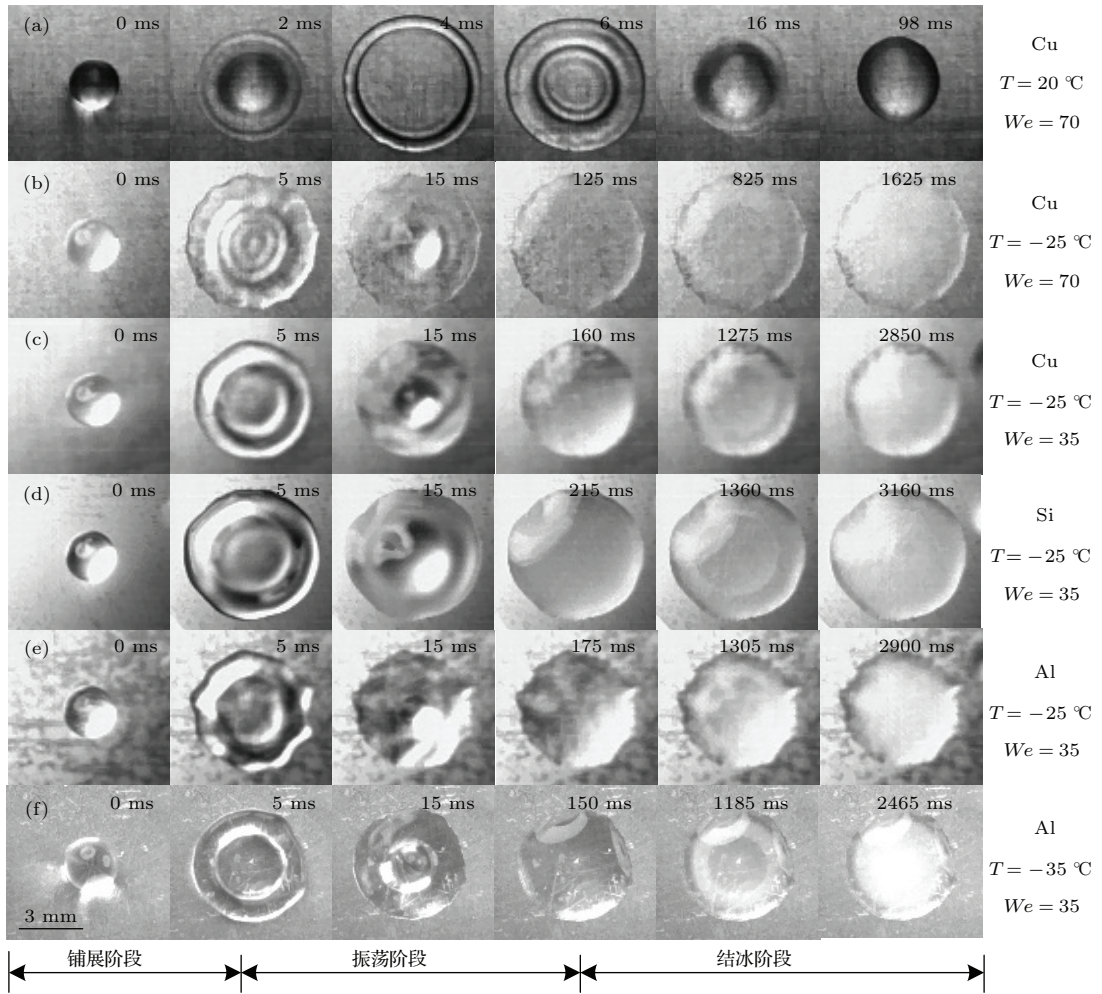 (a) 0 ms 2 ms 4 ms 6 ms 16 ms 98 ms
Cu
T = 20 ℃
We = 70
(b) 0 ms 5 ms 15 ms 125 ms 825 ms 1625 ms
Cu
T = −25 ℃
We = 70
(c) 0 ms 5 ms 15 ms 160 ms 1275 ms 2850 ms
Cu
T = −25 ℃
We = 35
(d) 0 ms 5 ms 15 ms 215 ms 1360 ms 3160 ms
Si
T = −25 ℃
We = 35
(e) 0 ms 5 ms 15 ms 175 ms 1305 ms 2900 ms
Al
T = −25 ℃
We = 35
(f) 0 ms 5 ms 15 ms 150 ms 1185 ms 2465 ms
Al
T = −35 ℃
We = 35
3 mm
铺展阶段 振荡阶段 结冰阶段